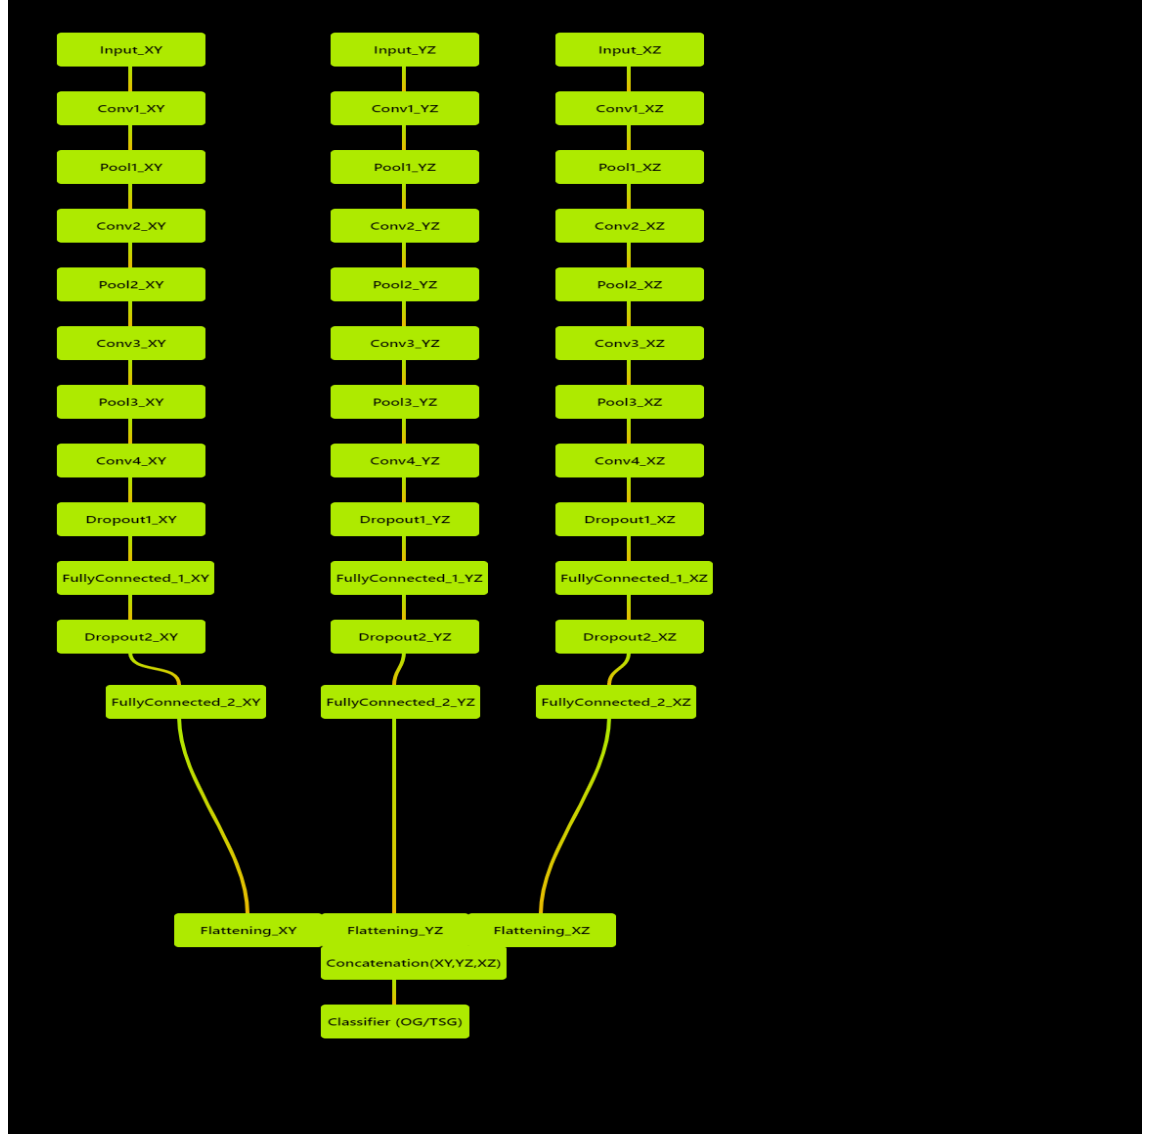 Input_XY
Input_YZ
Input_XZ
Conv1_XY
Conv1_YZ
Conv1_XZ
Pool1_XY
Pool1_YZ
Pool1_XZ
Conv2_XY
Conv2_YZ
Conv2_XZ
Pool2_XY
Pool2_YZ
Pool2_XZ
Conv3_XY
Conv3_YZ
Conv3_XZ
Pool3_XY
Pool3_YZ
Pool3_XZ
Conv4_XY
Conv4_YZ
Conv4_XZ
Dropout1_XY
Dropout1_YZ
Dropout1_XZ
FullyConnected_1_XY
FullyConnected_1_YZ
FullyConnected_1_XZ
Dropout2_XY
Dropout2_YZ
Dropout2_XZ
FullyConnected_2_XY
FullyConnected_2_YZ
FullyConnected_2_XZ
Flattening_XY
Flattening_YZ
Flattening_XZ
Concatenation(XY,YZ,XZ)
Classifier (OG/TSG)